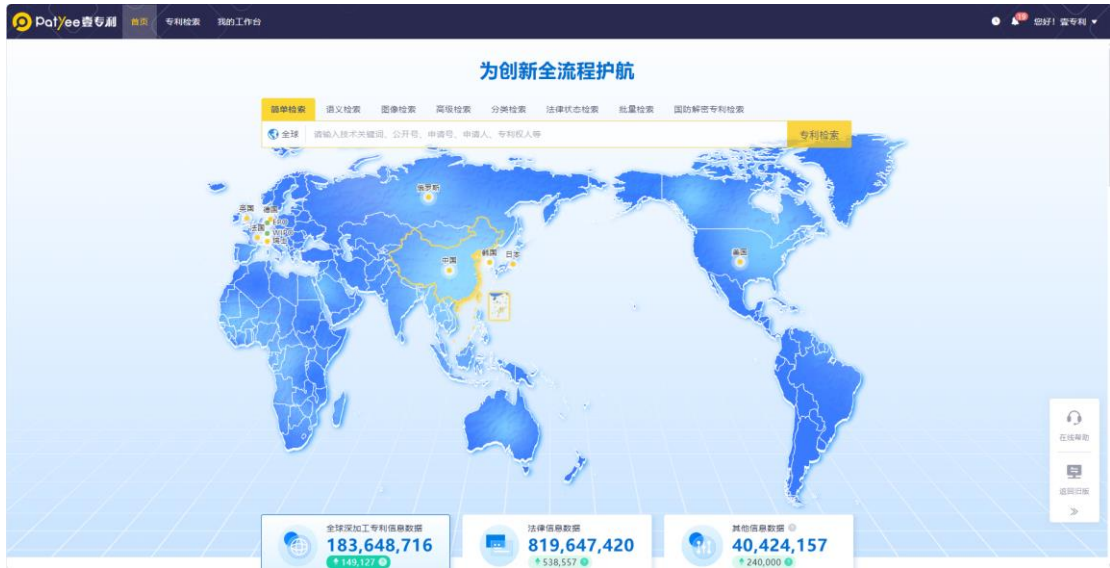 Patyee壹专利 首页 专利检索 我的工作台 您好！壹专利
为创新全流程护航
简单检索 语义检索 图像检索 高级检索 分类检索 法律状态检索 批量检索 国防解密专利检索
全球 请输入技术关键词、公开号、申请号、申请人、专利权人等 专利检索
俄罗斯
英国 德国
法国
瑞士
中国 韩国 日本
美国
在线帮助
返回旧版
全球深加工专利信息数据
183,648,716
149,127
法律信息数据
819,647,420
538,557
其他信息数据
40,424,157
240,000